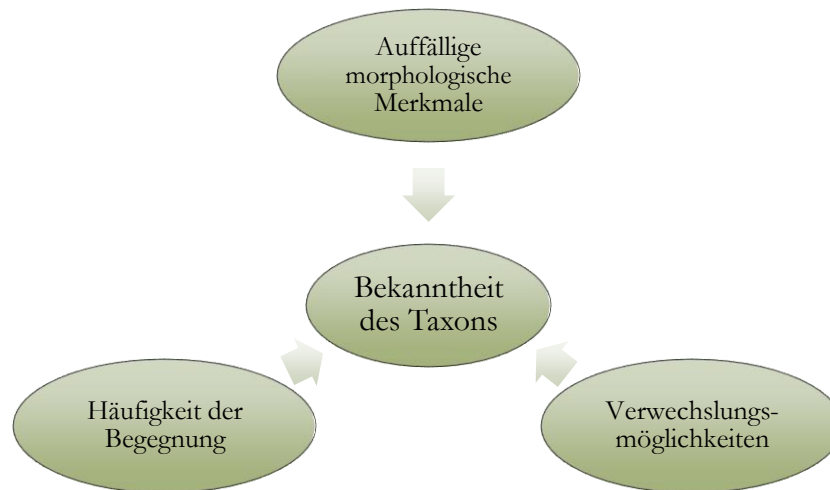 Auffällige
morphologische
Merkmale
Bekanntheit
des Taxons
Häufigkeit der
Begegnung
Verwechslungs-
möglichkeiten